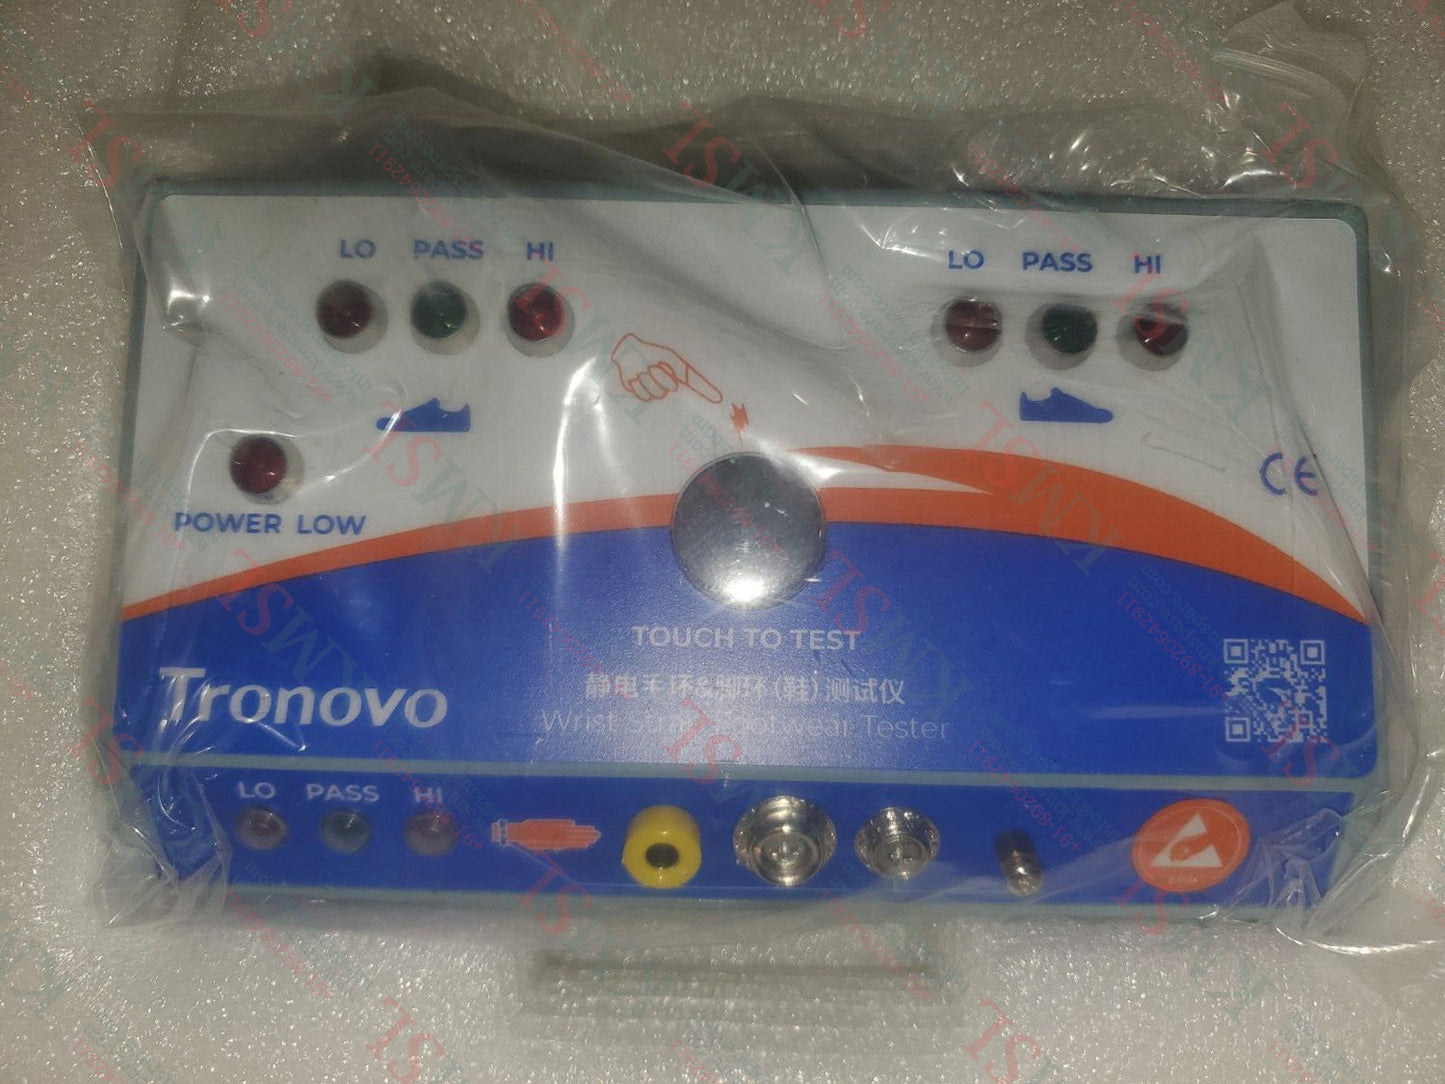 LO PASS HI
LO PASS HI
POWER LOW
CE
TOUCH TO TEST
Tronovo
静电手环&脚环(鞋)测试仪
Wrist Strap Footwear Tester
LO PASS HI
KMSL